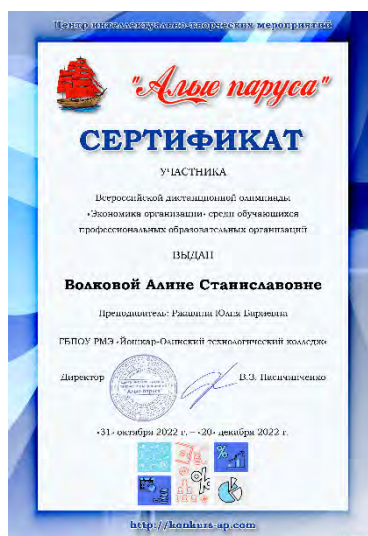 Центр интеллектуально-творческих мероприятий
"Алые паруса"
СЕРТИФИКАТ
УЧАСТНИКА
Всероссийской дистанционной олимпиады
«Экономика организации» среди обучающихся
профессиональных образовательных организаций
ВЫДАН
Волковой Алине Станиславовне
Преподаватель: Юлия
ГБПОУ РМЭ «Йошкар-Олинский технологический колледж»
Директор В.З.
«31» октября 2022 г. – «20» декабря 2022 г.
http://konkurs-ap.com